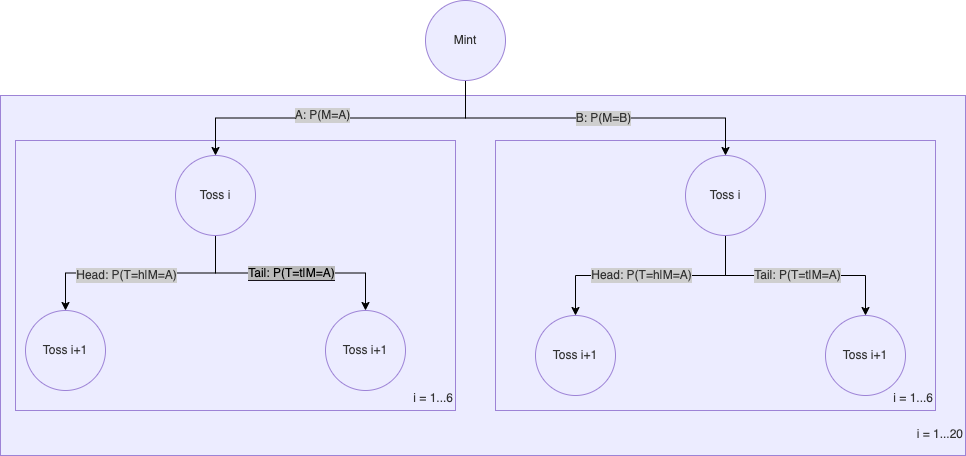 Mint
A: P(M=A)
B: P(M=B)
Toss i
Toss i
Head: P(T=h|M=A)
Tail: P(T=t|M=A)
Head: P(T=h|M=A)
Tail: P(T=t|M=A)
Toss i+1
Toss i+1
Toss i+1
Toss i+1
i = 1...6
i = 1...6
i = 1...20